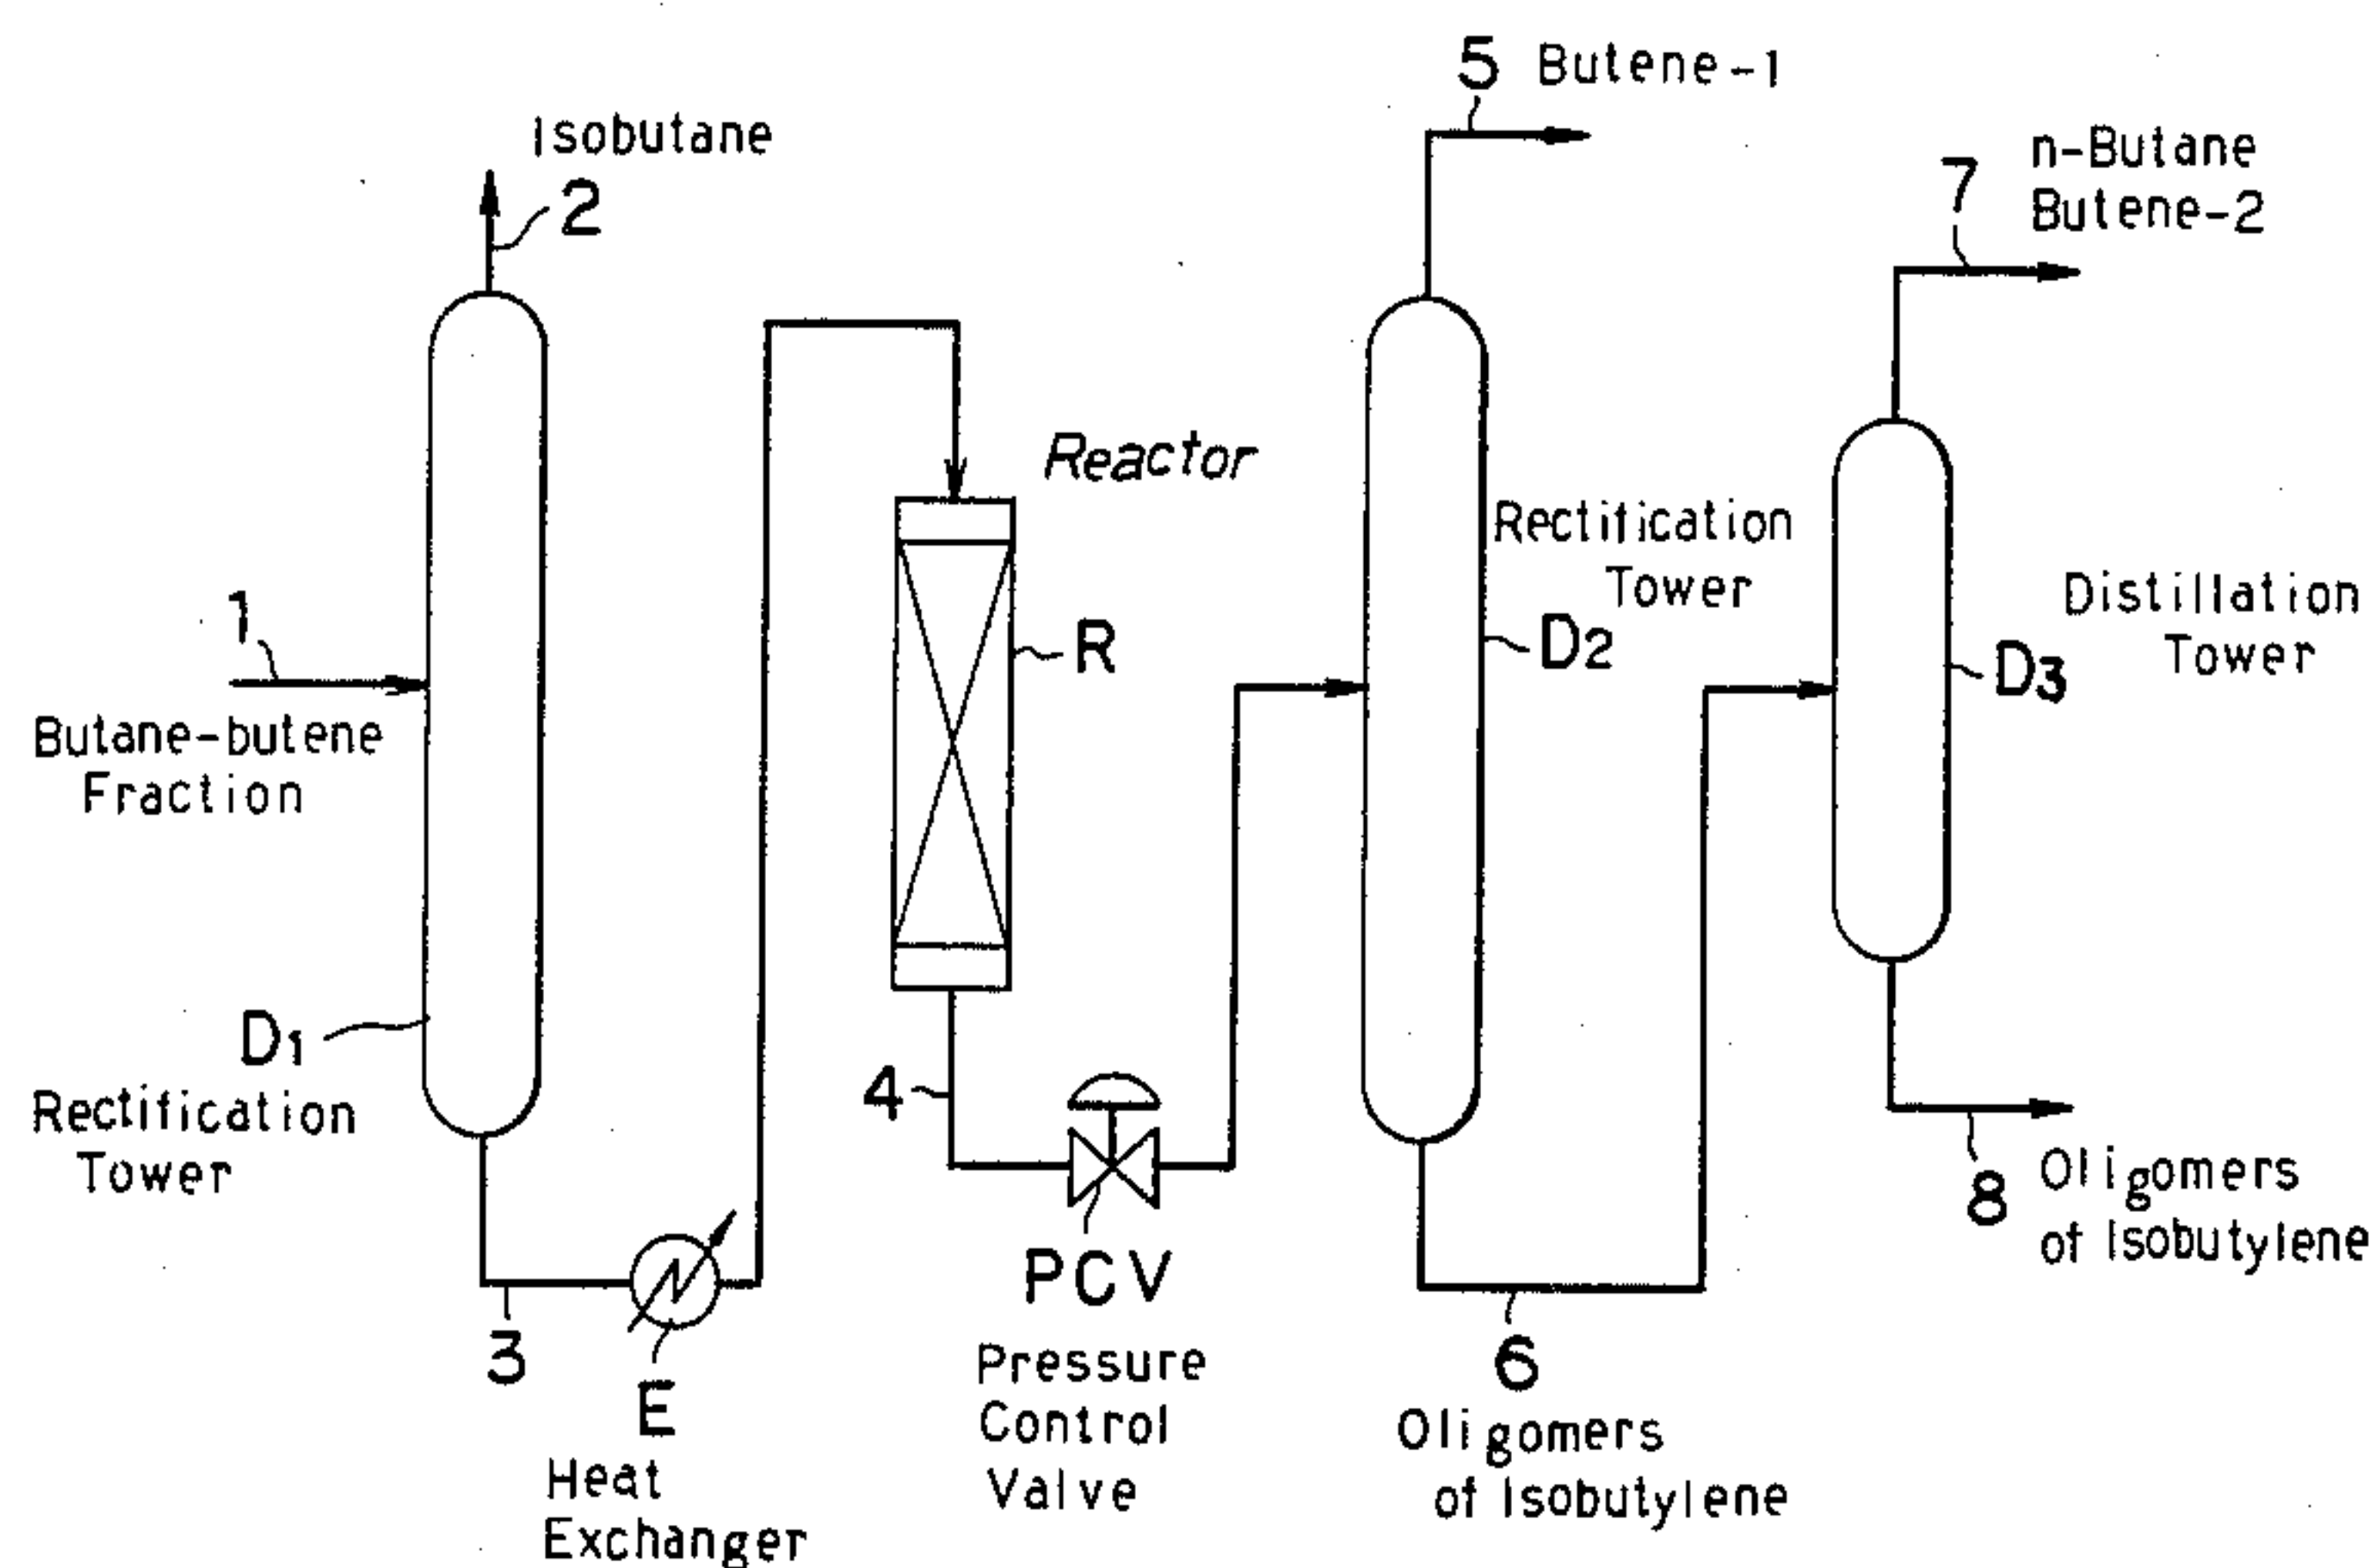 5 Butene-1
Isobutane
2
7
n-Butane
Butene-2
Reactor
Rectification
Tower
D2
Distillation
Tower
D3
1
R
Butane-butene
Fraction
D1
Rectification
Tower
4
PCV
Pressure
Control
Valve
3
E
Heat
Exchanger
6
Oligomers
of Isobutylene
8
Oligomers
of Isobutylene